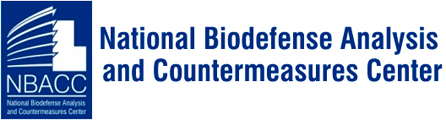 NBACC
National Biodefense Analysis
and Countermeasures Center
National Biodefense Analysis
and Countermeasures Center